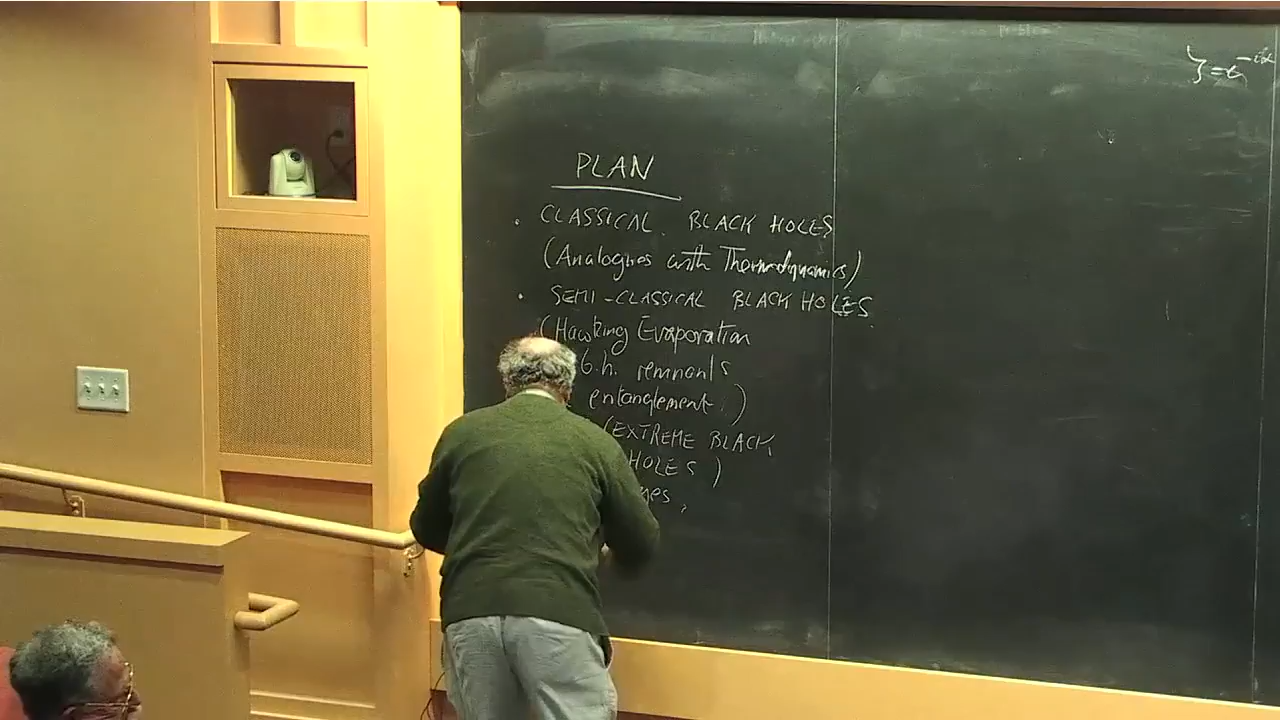 PLAN
• CLASSICAL. BLACK HOLES
(Analogues with Thermodynamics)
• SEMI-CLASSICAL BLACK HOLES
(Hawking Evaporation
b.h. remnants
entanglement.)
(EXTREME BLACK
HOLES)